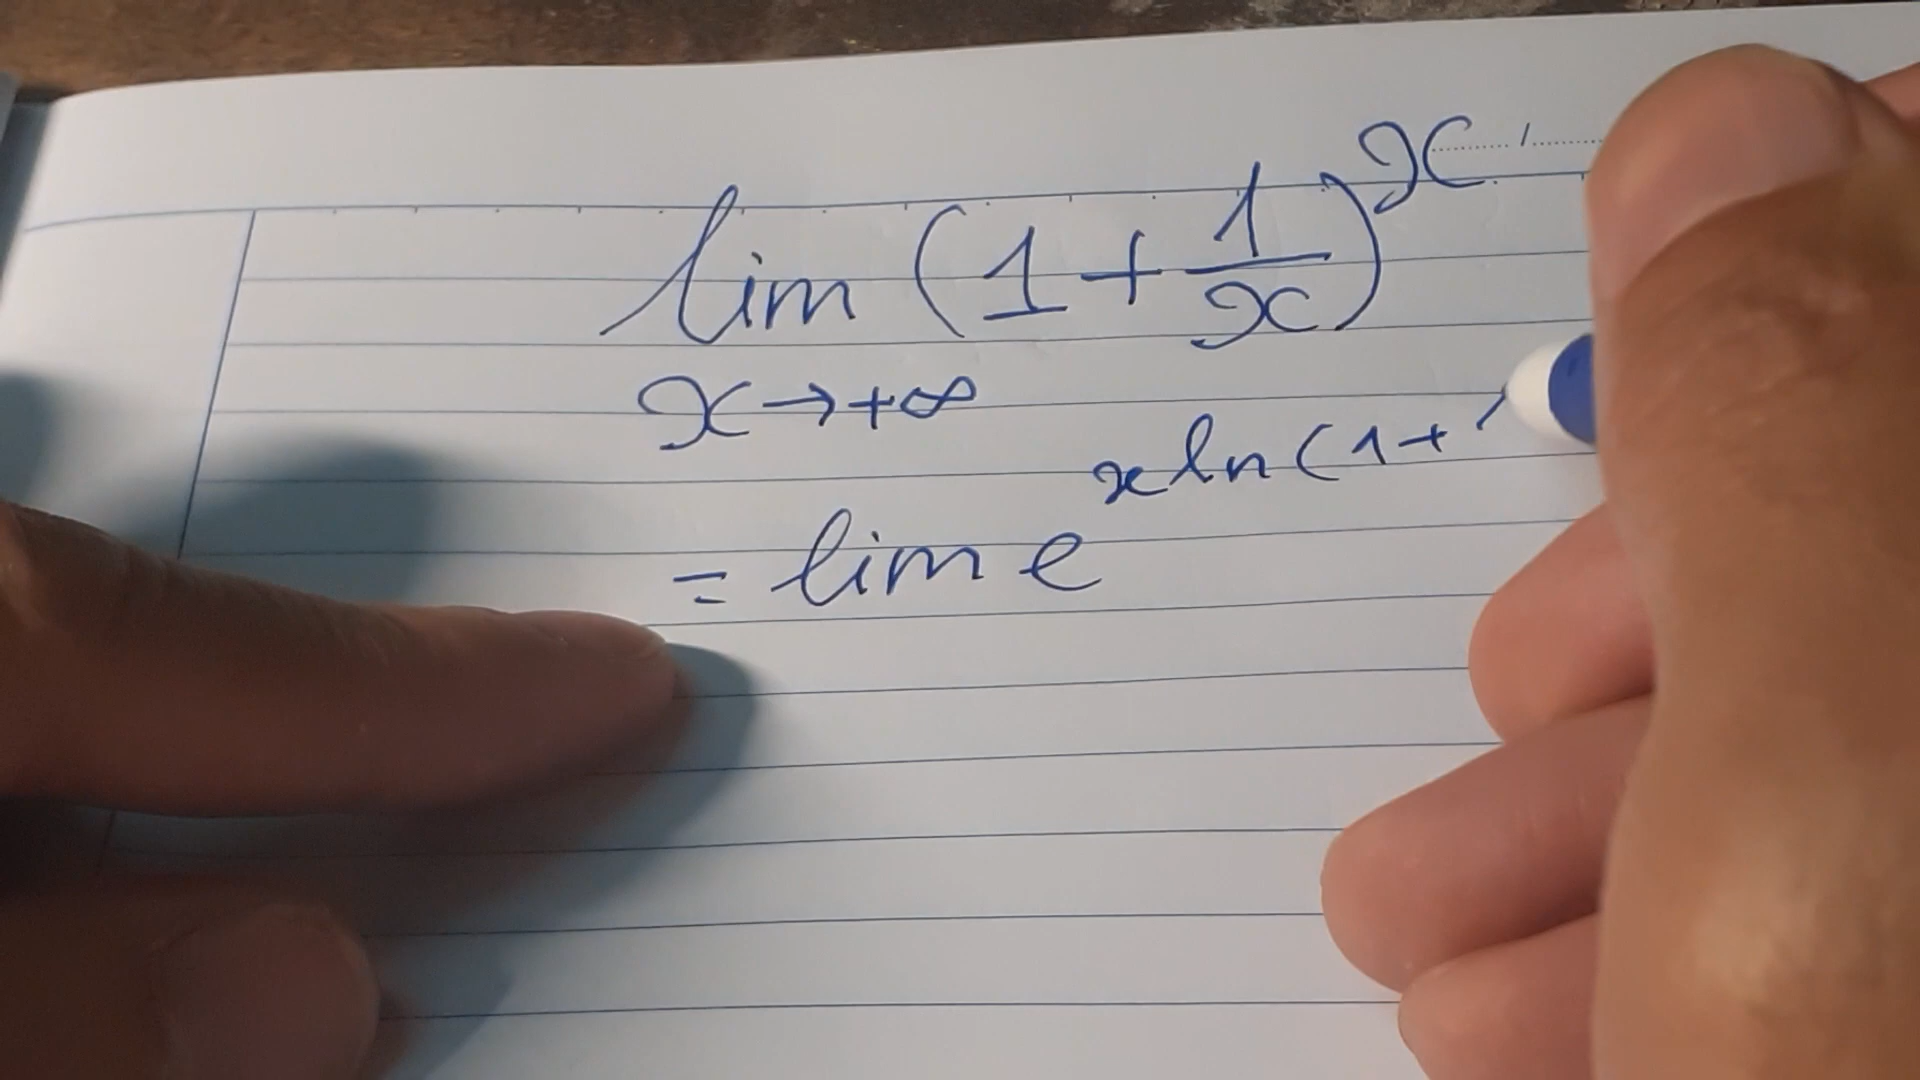 lim (1 + 1/x)^x
x → +∞
= lim e^x ln (1 +